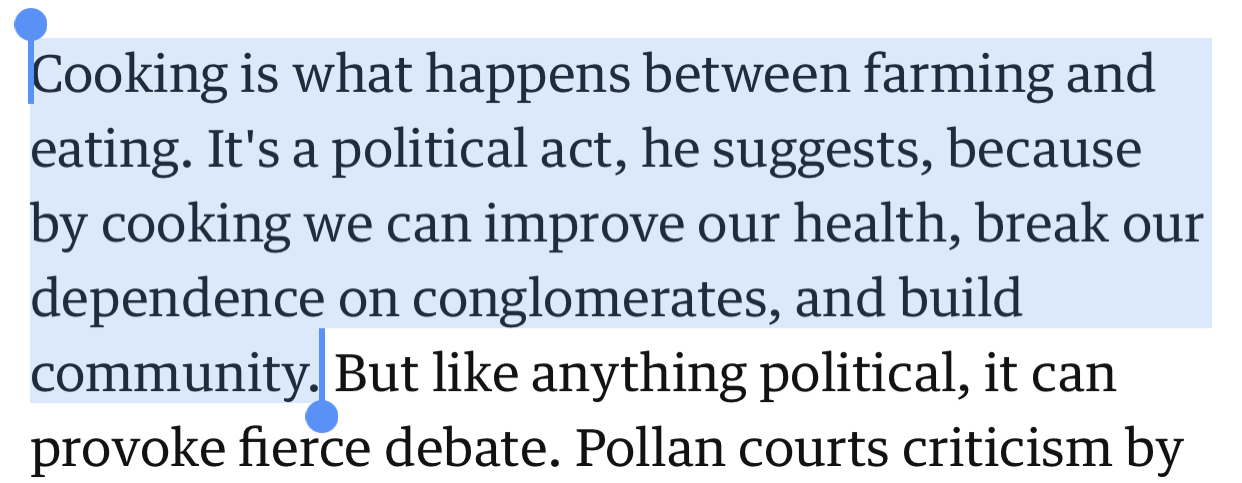 Cooking is what happens between farming and
eating. It's a political act, he suggests, because
by cooking we can improve our health, break our
dependence on conglomerates, and build
community. But like anything political, it can
provoke fierce debate. Pollan courts criticism by